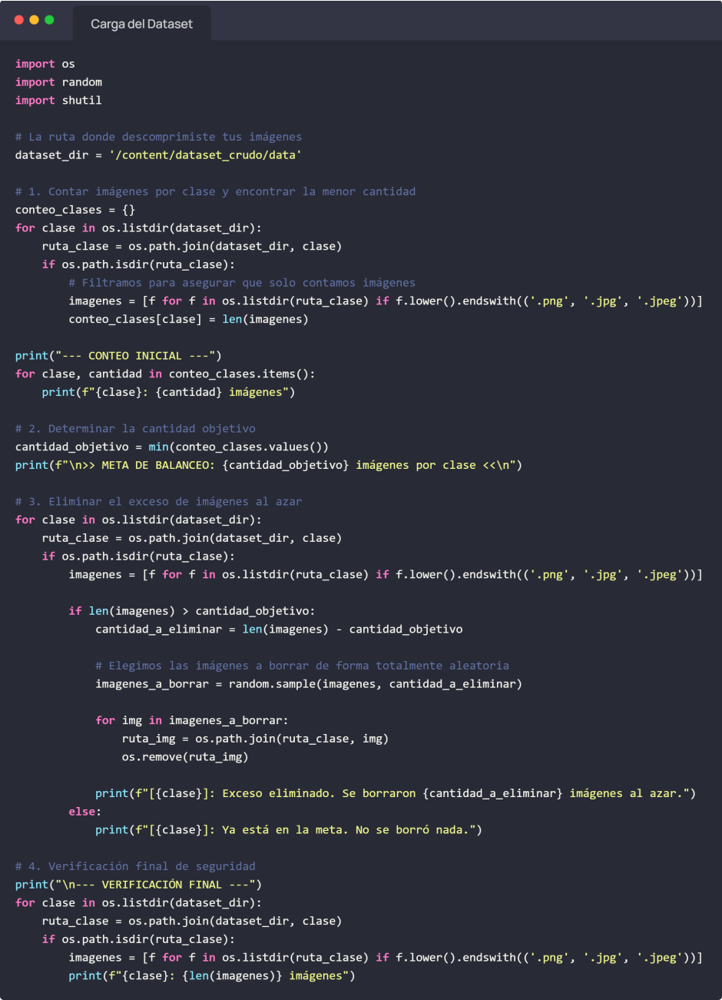 Carga del Dataset
import os
import random
import shutil
# La ruta donde descomprimiste tus imágenes
dataset_dir = '/content/dataset_crudo/data'
# 1. Contar imágenes por clase y encontrar la menor cantidad
conteo_clases = {}
for clase in os.listdir(dataset_dir):
    ruta_clase = os.path.join(dataset_dir, clase)
    if os.path.isdir(ruta_clase):
        # Filtramos para asegurar que solo contamos imágenes
        imagenes = [f for f in os.listdir(ruta_clase) if f.lower().endswith(('.png', '.jpg', '.jpeg'))]
        conteo_clases[clase] = len(imagenes)
print("--- CONTEO INICIAL ---")
for clase, cantidad in conteo_clases.items():
    print(f"{clase}: {cantidad} imágenes")
# 2. Determinar la cantidad objetivo
cantidad_objetivo = min(conteo_clases.values())
print(f"\n>> META DE BALANCEO: {cantidad_objetivo} imágenes por clase <<\n")
# 3. Eliminar el exceso de imágenes al azar
for clase in os.listdir(dataset_dir):
    ruta_clase = os.path.join(dataset_dir, clase)
    if os.path.isdir(ruta_clase):
        imagenes = [f for f in os.listdir(ruta_clase) if f.lower().endswith(('.png', '.jpg', '.jpeg'))]
        if len(imagenes) > cantidad_objetivo:
            cantidad_a_eliminar = len(imagenes) - cantidad_objetivo
            # Elegimos las imágenes a borrar de forma totalmente aleatoria
            imagenes_a_borrar = random.sample(imagenes, cantidad_a_eliminar)
            for img in imagenes_a_borrar:
                ruta_img = os.path.join(ruta_clase, img)
                os.remove(ruta_img)
            print(f"[{clase}]: Exceso eliminado. Se borraron {cantidad_a_eliminar} imágenes al azar.")
        else:
            print(f"[{clase}]: Ya está en la meta. No se borró nada.")
# 4. Verificación final de seguridad
print("\n--- VERIFICACIÓN FINAL ---")
for clase in os.listdir(dataset_dir):
    ruta_clase = os.path.join(dataset_dir, clase)
    if os.path.isdir(ruta_clase):
        imagenes = [f for f in os.listdir(ruta_clase) if f.lower().endswith(('.png', '.jpg', '.jpeg'))]
        print(f"{clase}: {len(imagenes)} imágenes")